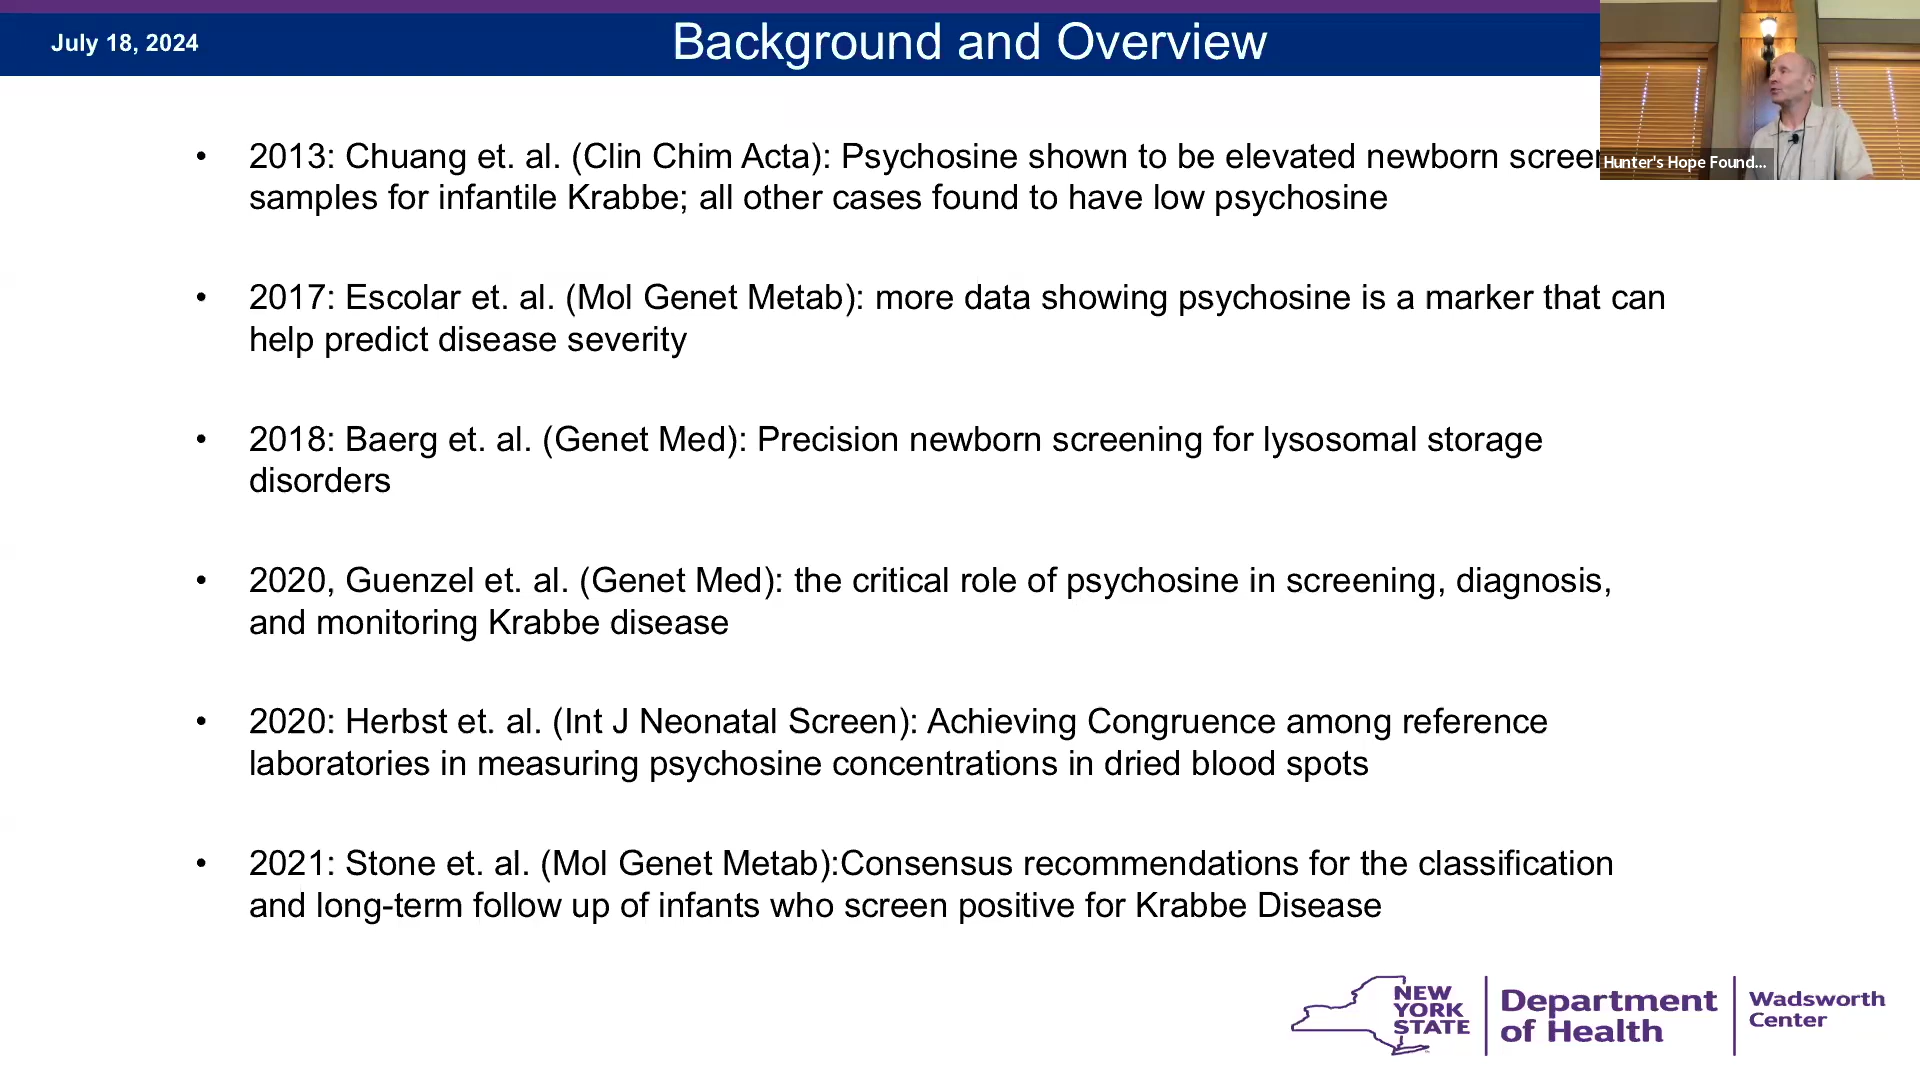 July 18, 2024
Background and Overview
Hunter's Hope Found...
• 2013: Chuang et. al. (Clin Chim Acta): Psychosine shown to be elevated newborn screen
samples for infantile Krabbe; all other cases found to have low psychosine
• 2017: Escolar et. al. (Mol Genet Metab): more data showing psychosine is a marker that can
help predict disease severity
• 2018: Baerg et. al. (Genet Med): Precision newborn screening for lysosomal storage
disorders
• 2020, Guenzel et. al. (Genet Med): the critical role of psychosine in screening, diagnosis,
and monitoring Krabbe disease
• 2020: Herbst et. al. (Int J Neonatal Screen): Achieving Congruence among reference
laboratories in measuring psychosine concentrations in dried blood spots
• 2021: Stone et. al. (Mol Genet Metab):Consensus recommendations for the classification
and long-term follow up of infants who screen positive for Krabbe Disease
NEW
YORK
STATE
Department
of Health
Wadsworth
Center